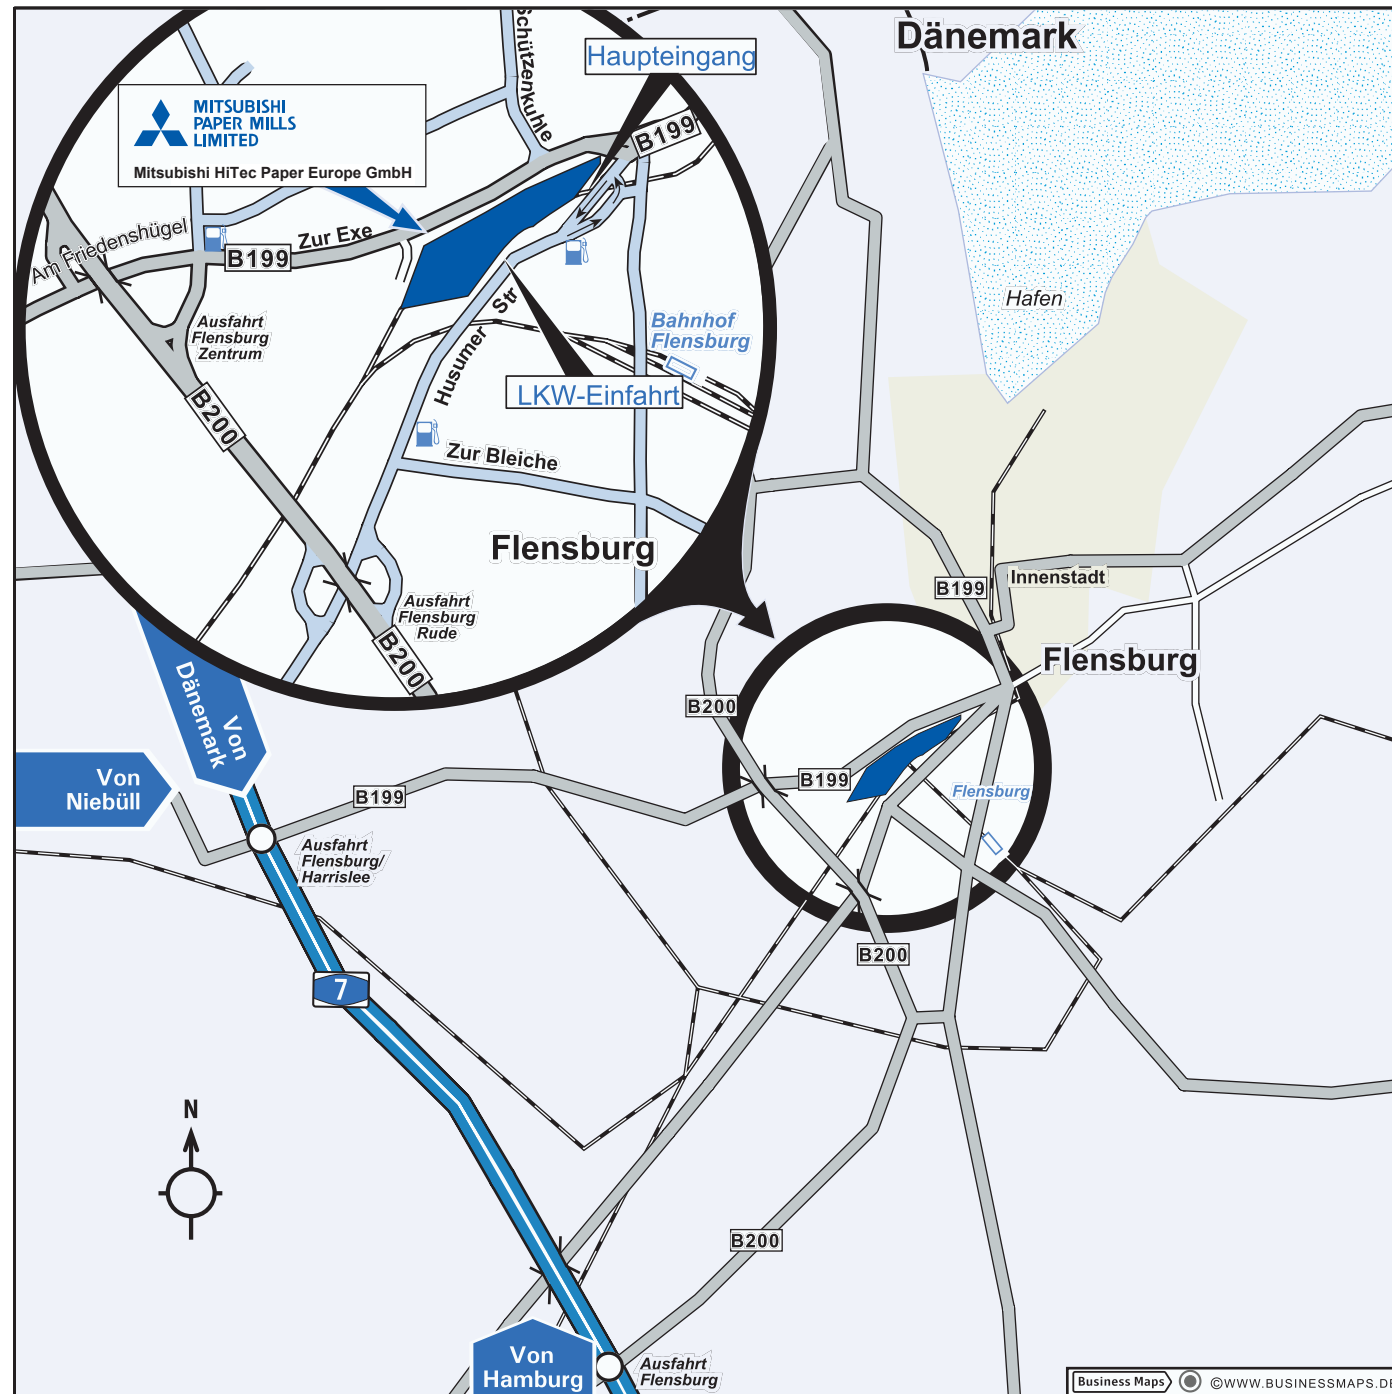 Dänemark
Haupteingang
Schützenkuhle
MITSUBISHI
PAPER MILLS
LIMITED
Mitsubishi HiTec Paper Europe GmbH
B199
Am Friedenshügel
Zur Exe
B199
Hafen
Ausfahrt
Flensburg
Zentrum
Husumer Str
Bahnhof
Flensburg
LKW-Einfahrt
B200
Zur Bleiche
Flensburg
Innenstadt
B199
Ausfahrt
Flensburg
Rude
B200
Flensburg
Von
Dänemark
B200
Von
Niebüll
B199
B199
Flensburg
Ausfahrt
Flensburg/
Harrislee
B200
7
N
B200
Von
Hamburg
Ausfahrt
Flensburg
Business Maps
©WWW.BUSINESSMAPS.DE